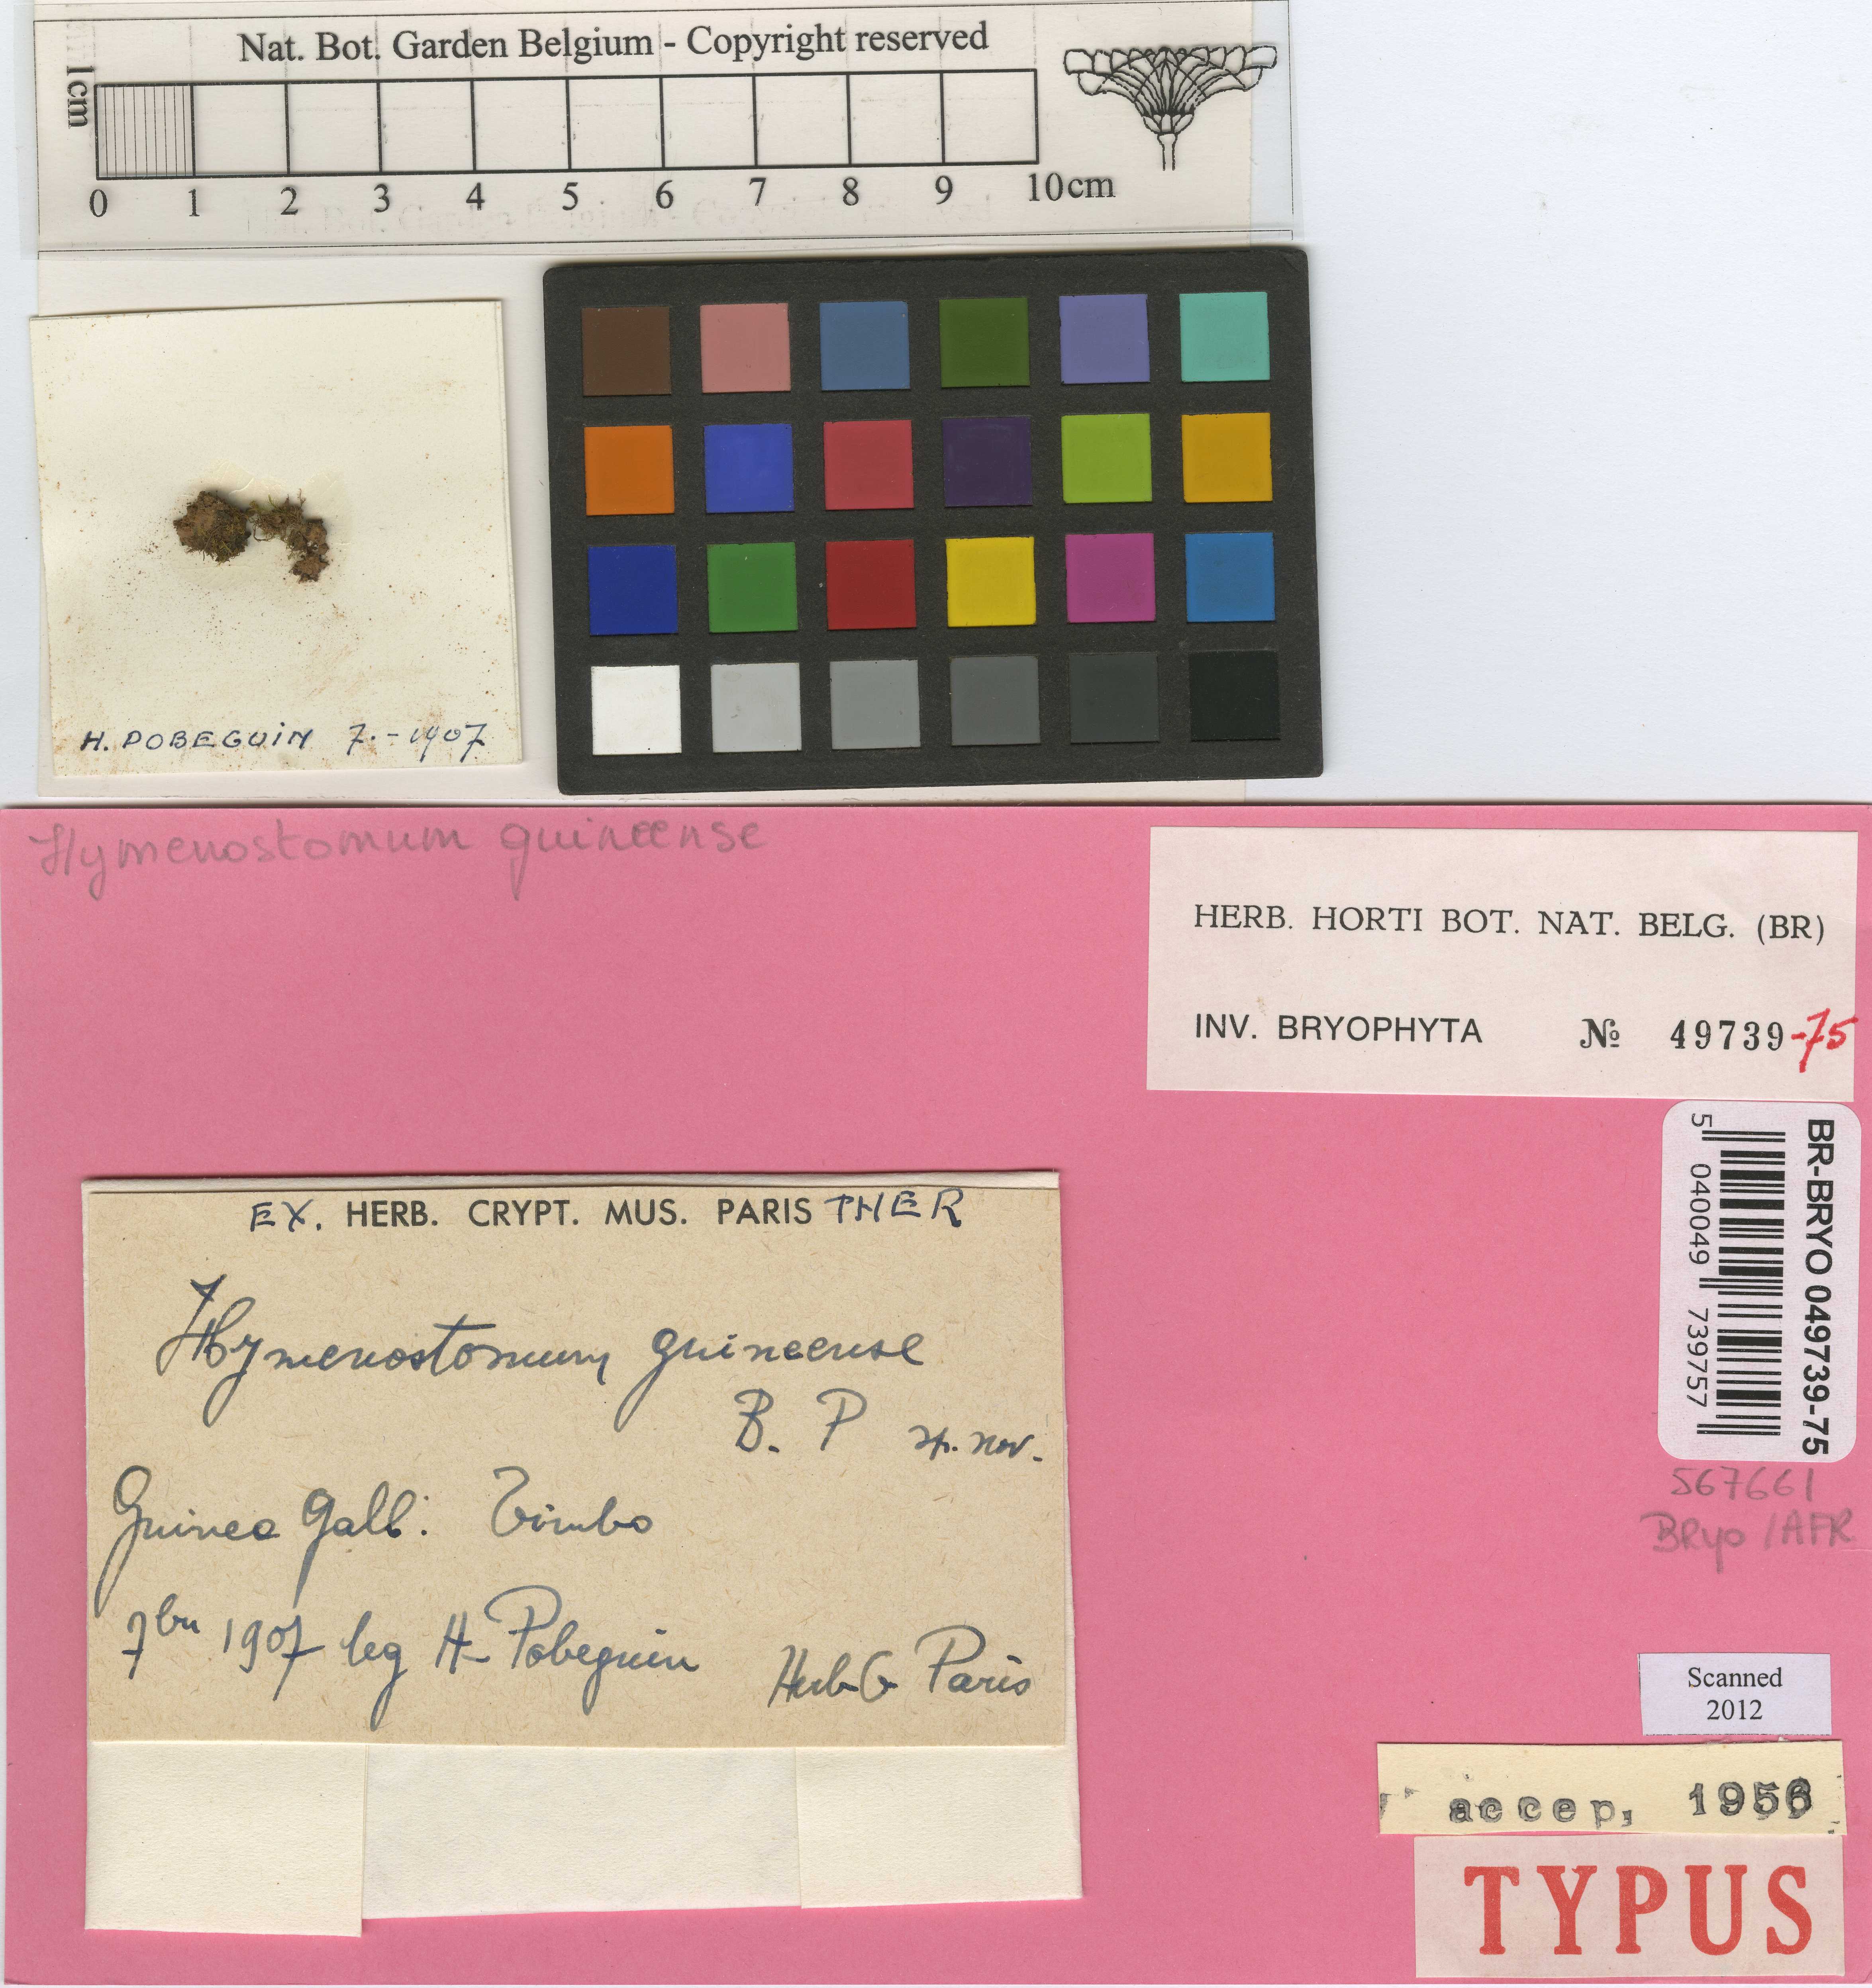 Nat. Bot. Garden Belgium - Copyright reserved
1cm
0 1 2 3 4 5 6 7 8 9 10cm
H. POBEGUIN 7.-1907
Hymenostomum guineense
HERB. HORTI BOT. NAT. BELG. (BR)
INV. BRYOPHYTA № 49739-75
BR-BRYO 049739-75
5 040049 739757
567661
BRyo /AFR
EX. HERB. CRYPT. MUS. PARIS THER
Hymenostomum guineense
B. P sp. nov.
Guinea Gall: Timbo
7bre 1907 leg H. Pobeguin
Herb G Paris
Scanned
2012
accep, 1956
TYPUS